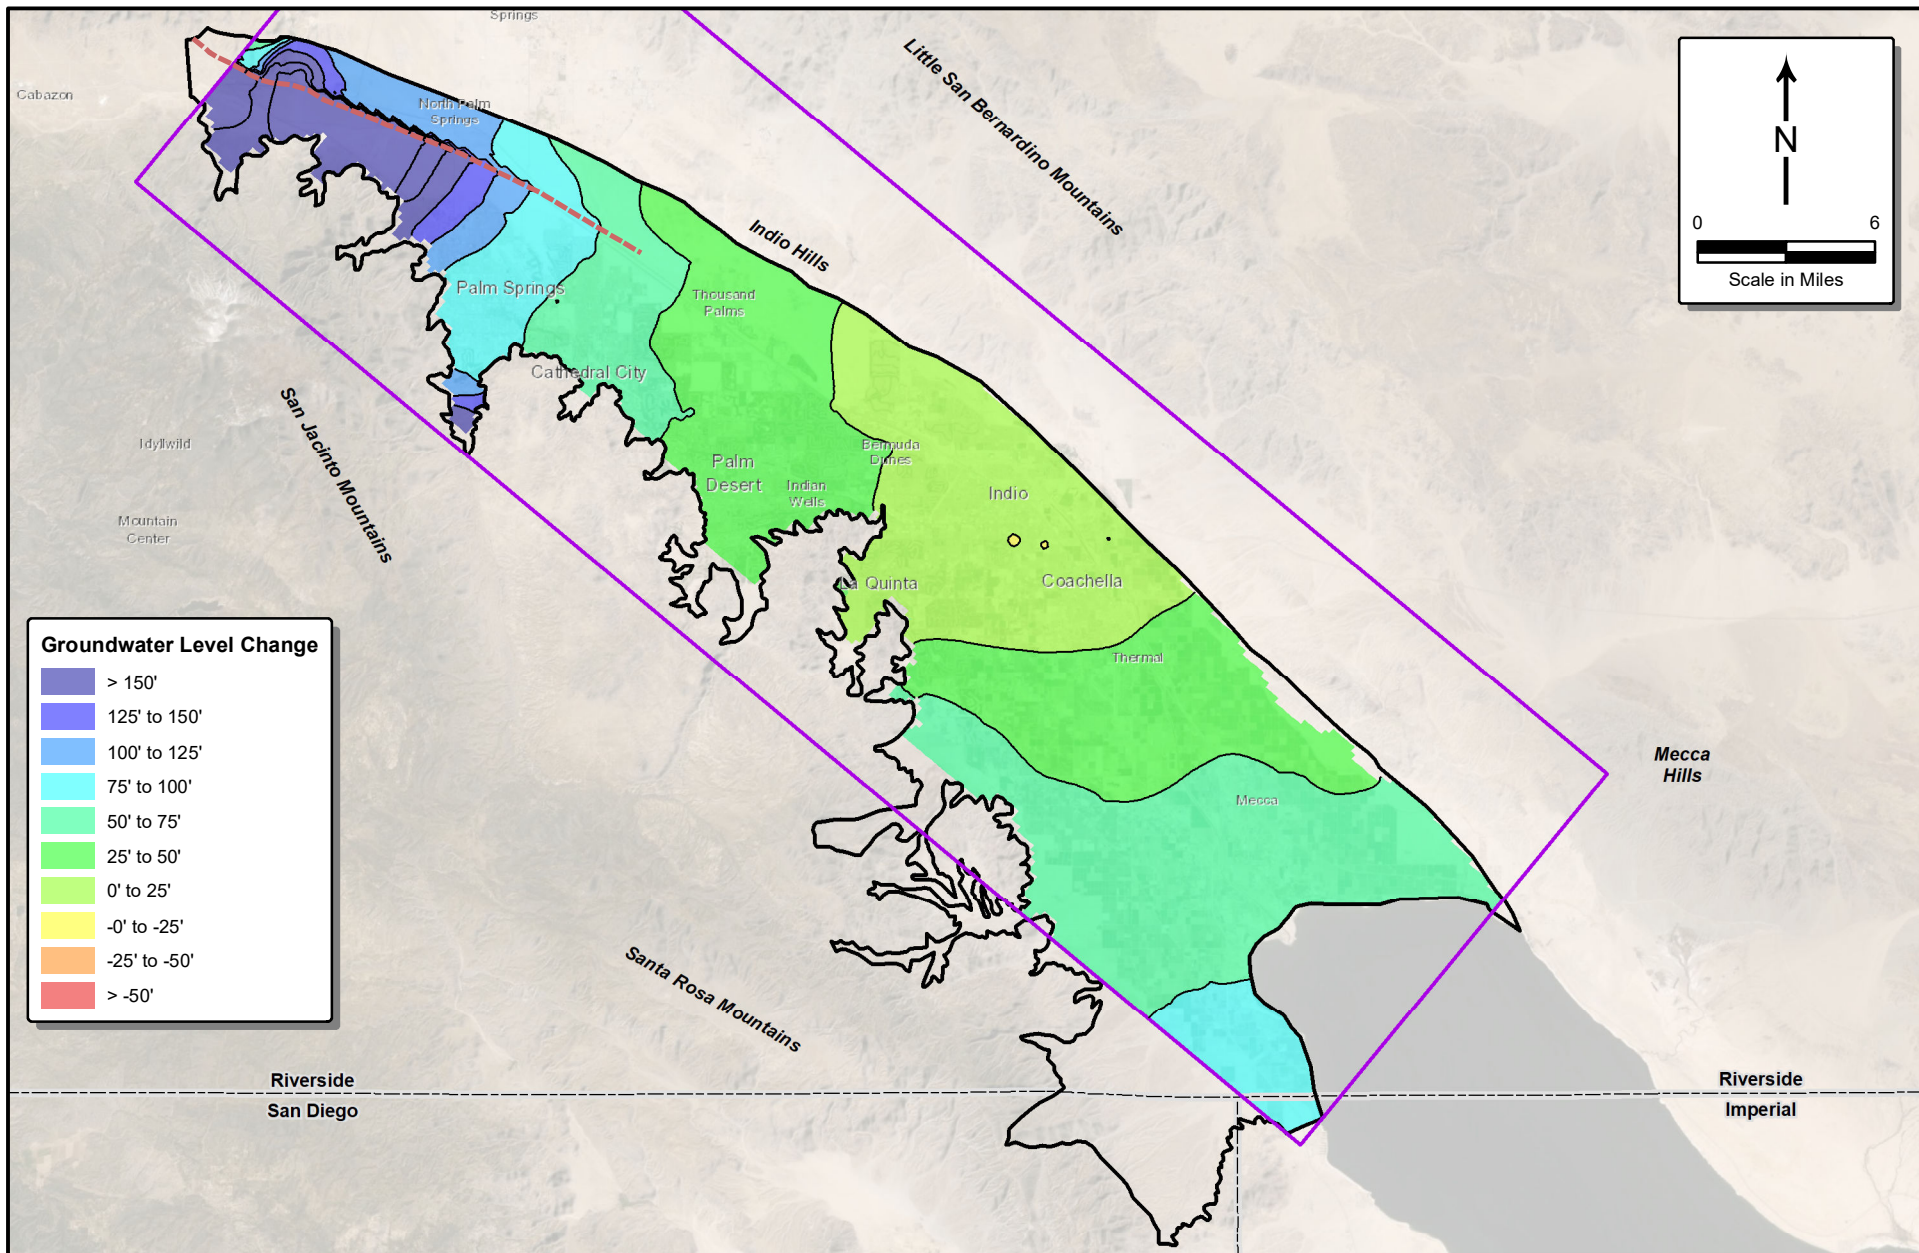 Springs
Cabazon
North Palm
Springs
Little San Bernardino Mountains
N
0 6
Scale in Miles
Indio Hills
Palm Springs
Thousand
Palms
Cathedral City
San Jacinto Mountains
Idyllwild
Bermuda
Dunes
Palm
Desert
Indian
Wells
Indio
Mountain
Center
La Quinta
Coachella
Thermal
Groundwater Level Change
> 150'
125' to 150'
100' to 125'
75' to 100'
50' to 75'
25' to 50'
0' to 25'
-0' to -25'
-25' to -50'
> -50'
Mecca
Hills
Mecca
Santa Rosa Mountains
Riverside
San Diego
Riverside
Imperial